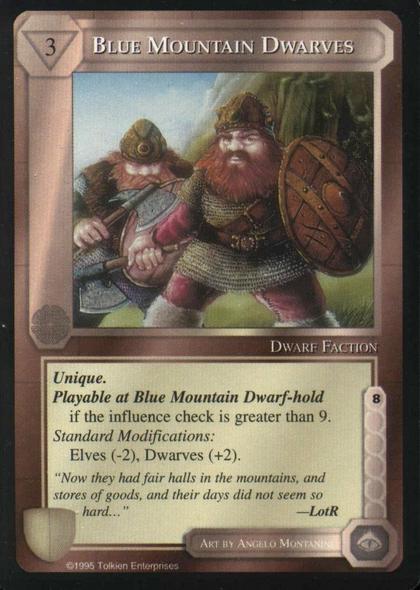 3
BLUE MOUNTAIN DWARVES
DWARF FACTION
Unique.
Playable at Blue Mountain Dwarf-hold
if the influence check is greater than 9.
Standard Modifications:
Elves (-2), Dwarves (+2).
8
“Now they had fair halls in the mountains, and
stores of goods, and their days did not seem so
hard...” —LotR
ART BY ANGELO MONTANINI
©1995 Tolkien Enterprises